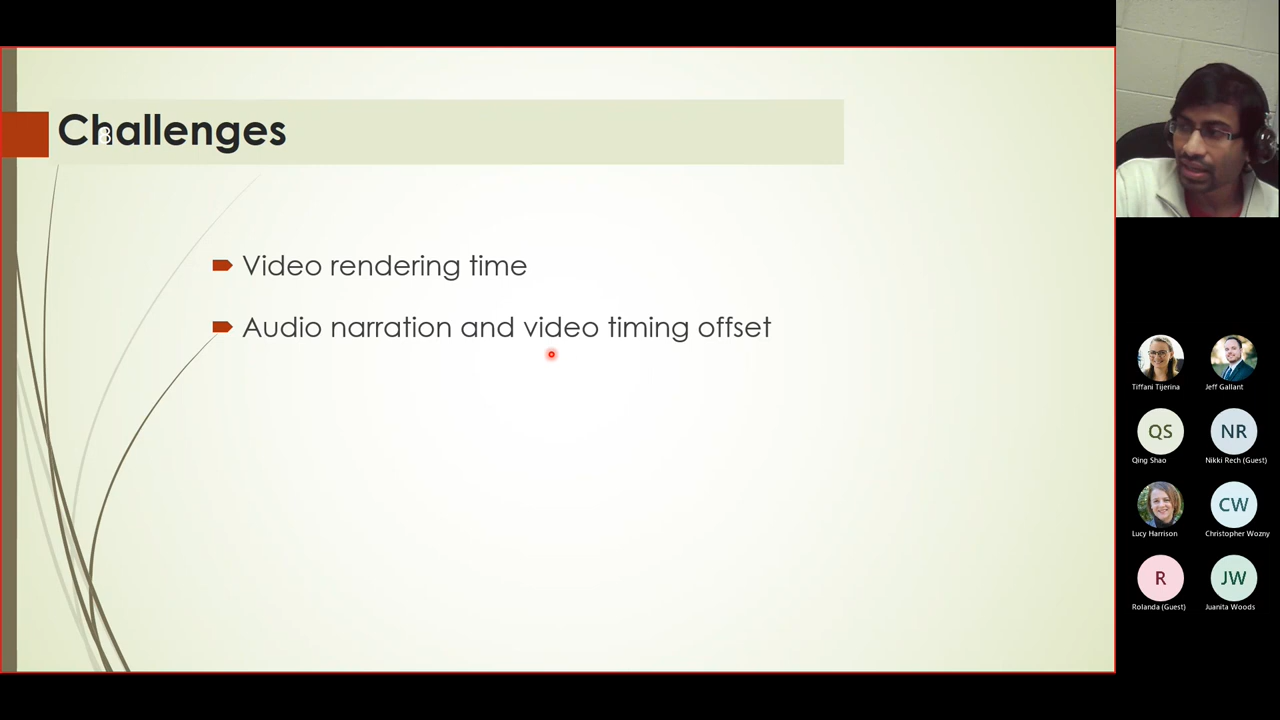 Challenges
8
Video rendering time
Audio narration and video timing offset
Tiffani Tijerina
Jeff Gallant
QS
NR
Qing Shao
Nikki Rech (Guest)
CW
Lucy Harrison
Christopher Wozny
R
JW
Rolanda (Guest)
Juanita Woods